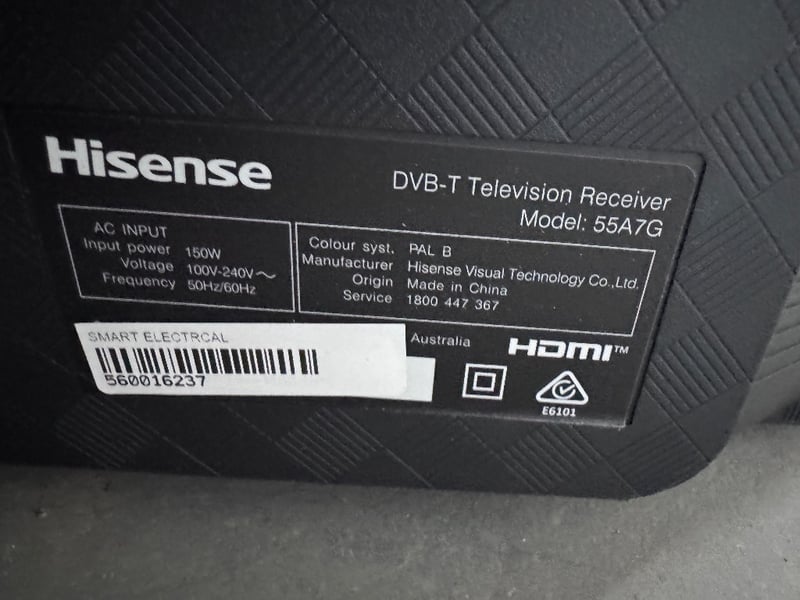 Hisense
DVB-T Television Receiver
Model: 55A7G
AC INPUT
Input power 150W
Voltage 100V-240V～
Frequency 50Hz/60Hz
Colour syst. PAL B
Manufacturer Hisense Visual Technology Co.,Ltd.
Origin Made in China
Service 1800 447 367
SMART ELECTRCAL
560016237
Australia
HDMI™
E6101